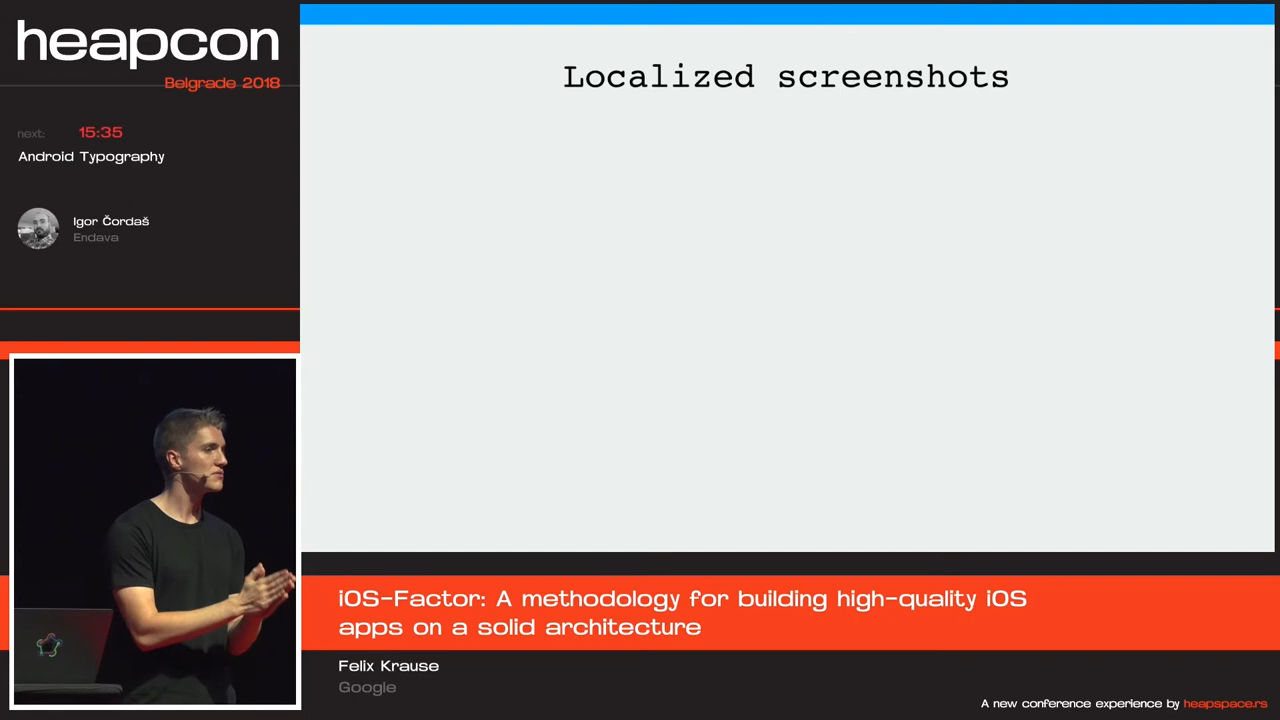 heapcon
Belgrade 2018
next: 15:35
Android Typography
Igor Čordaš
Endava
Localized screenshots
iOS-Factor: A methodology for building high-quality iOS
apps on a solid architecture
Felix Krause
Google
A new conference experience by heapspace.rs